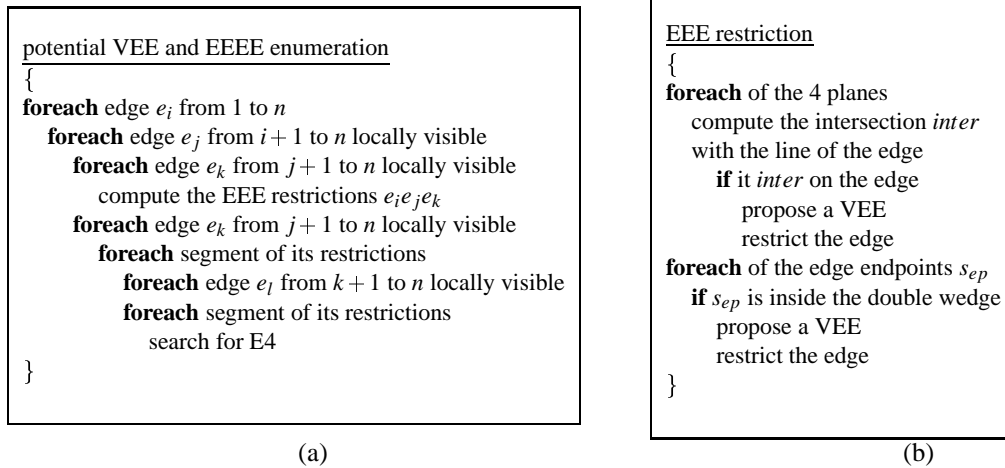 potential VEE and EEEE enumeration
{
foreach edge e_i from 1 to n
foreach edge e_j from i + 1 to n locally visible
foreach edge e_k from j + 1 to n locally visible
compute the EEE restrictions e_i e_j e_k
foreach edge e_k from j + 1 to n locally visible
foreach segment of its restrictions
foreach edge e_l from k + 1 to n locally visible
foreach segment of its restrictions
search for E4
}
(a)
EEE restriction
{
foreach of the 4 planes
compute the intersection inter
with the line of the edge
if it inter on the edge
propose a VEE
restrict the edge
foreach of the edge endpoints s_ep
if s_ep is inside the double wedge
propose a VEE
restrict the edge
}
(b)